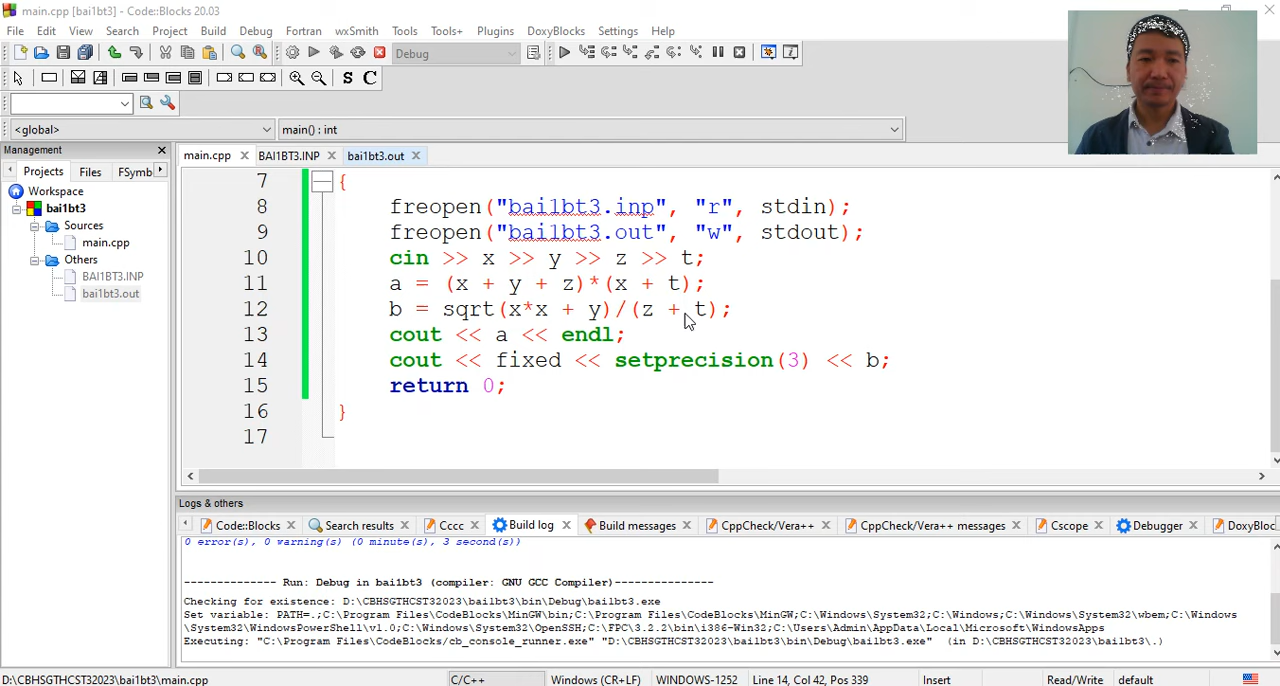 main.cpp [bai1bt3] - Code::Blocks 20.03
File Edit View Search Project Build Debug Fortran wxSmith Tools Tools+ Plugins DoxyBlocks Settings Help
Debug
S C
<global> main() : int
Management
Projects Files FSymb
Workspace
bai1bt3
Sources
main.cpp
Others
BAI1BT3.INP
bai1bt3.out
main.cpp BAI1BT3.INP bai1bt3.out
7 {
8 freopen("bai1bt3.inp", "r", stdin);
9 freopen("bai1bt3.out", "w", stdout);
10 cin >> x >> y >> z >> t;
11 a = (x + y + z)*(x + t);
12 b = sqrt(x*x + y)/(z + t);
13 cout << a << endl;
14 cout << fixed << setprecision(3) << b;
15 return 0;
16 }
17
Logs & others
Code::Blocks Search results Cccc Build log Build messages CppCheck/Vera++ CppCheck/Vera++ messages Cscope Debugger DoxyBloc
0 error(s), 0 warning(s) (0 minute(s), 3 second(s))
-------------- Run: Debug in bai1bt3 (compiler: GNU GCC Compiler)---------------
Checking for existence: D:\CBHSGTHCST32023\bai1bt3\bin\Debug\bai1bt3.exe
Set variable: PATH=.;C:\Program Files\CodeBlocks\MinGW\bin;C:\Program Files\CodeBlocks\MinGW;C:\Windows\System32;C:\Windows;C:\Windows\System32\wbem;C:\Windows
\System32\WindowsPowerShell\v1.0;C:\Windows\System32\OpenSSH;C:\FPC\3.2.2\bin\i386-Win32;C:\Users\Admin\AppData\Local\Microsoft\WindowsApps
Executing: "C:\Program Files\CodeBlocks/cb_console_runner.exe" "D:\CBHSGTHCST32023\bai1bt3\bin\Debug\bai1bt3.exe" (in D:\CBHSGTHCST32023\bai1bt3\.)
D:\CBHSGTHCST32023\bai1bt3\main.cpp C/C++ Windows (CR+LF) WINDOWS-1252 Line 14, Col 42, Pos 339 Insert Read/Write default